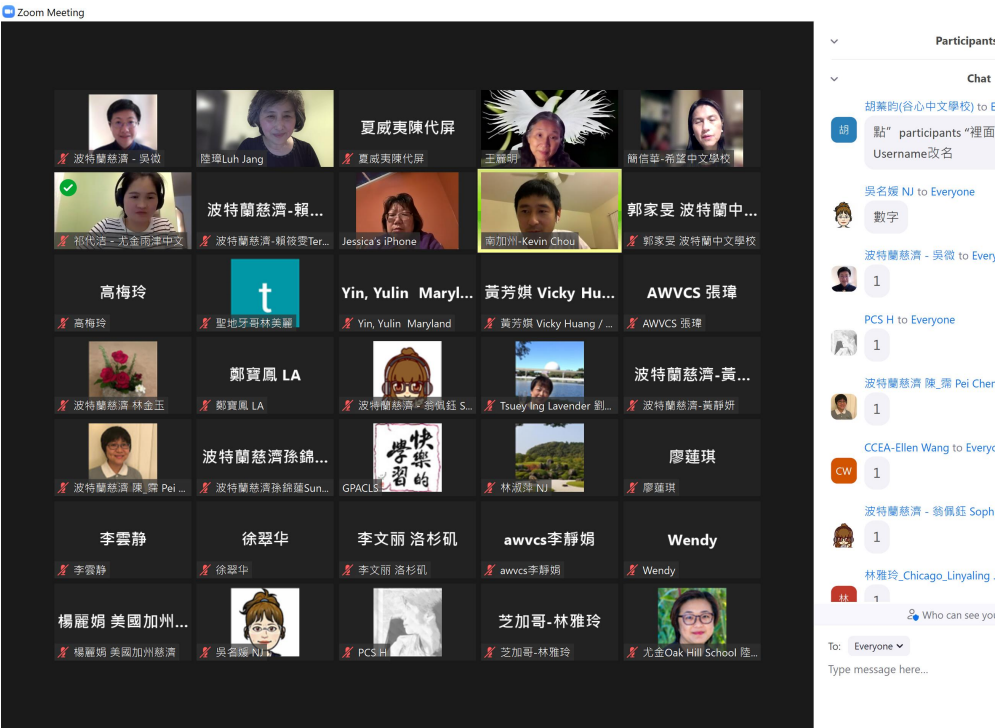 Zoom Meeting
波特蘭慈濟 - 吳微
陸璋Luh Jang
夏威夷陳代屏
夏威夷陳代屏
王麗明
簡信華-希望中文學校
祁代洁 - 尤金雨津中文
波特蘭慈濟-賴...
波特蘭慈濟-賴筱雯Ter...
Jessica's iPhone
南加州-Kevin Chou
郭家旻 波特蘭中...
郭家旻 波特蘭中文學校
高梅玲
高梅玲
t
聖地牙哥林美麗
Yin, Yulin Maryl...
Yin, Yulin Maryland
黃芳娸 Vicky Hu...
黃芳娸 Vicky Huang / ...
AWVCS 張瑋
AWVCS 張瑋
波特蘭慈濟 林金玉
鄭寶鳳 LA
鄭寶鳳 LA
波特蘭慈濟 - 翁佩鈺 S...
Tsuey Ing Lavender 劉...
波特蘭慈濟-黃...
波特蘭慈濟-黃靜妍
波特蘭慈濟 陳_霈 Pei ...
波特蘭慈濟孫錦...
波特蘭慈濟孫錦蓮Sun...
快樂的
學習
GPACLS
林淑萍 NJ
廖蓮琪
廖蓮琪
李雲静
李雲静
徐翠华
徐翠华
李文丽 洛杉矶
李文丽 洛杉矶
awvcs李靜娟
awvcs李靜娟
Wendy
Wendy
楊麗娟 美國加州...
楊麗娟 美國加州慈濟
吳名媛 NJ
PCS H
芝加哥-林雅玲
芝加哥-林雅玲
尤金Oak Hill School 陸...
Participants
Chat
(谷心中文學校) to E
胡
點” participants “裡面
Username改名
吳名媛 NJ to Everyone
數字
波特蘭慈濟 - 吳微 to Every
1
PCS H to Everyone
1
波特蘭慈濟 陳_霈 Pei Chen
1
CCEA-Ellen Wang to Everyo
CW
1
波特蘭慈濟 - 翁佩鈺 Soph
1
林雅玲_Chicago_Linyaling
林
1
Who can see you
To: Everyone
Type message here...